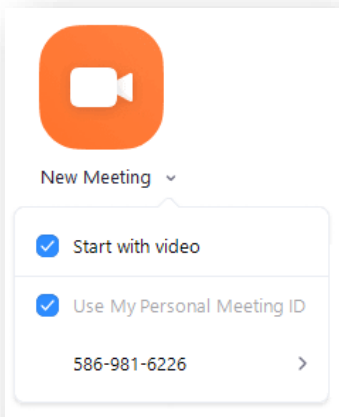 New Meeting
Start with video
Use My Personal Meeting ID
586-981-6226